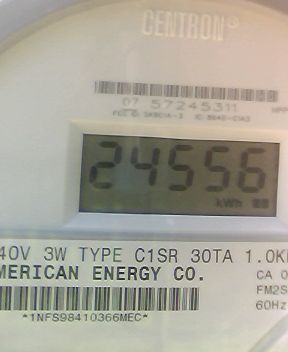 CENTRON®
07 57245311
24556
kWh
40V 3W TYPE C1SR 30TA 1.0K
MERICAN ENERGY CO.
CA 0
FM2S
60Hz
*1NFS98410366MEC*